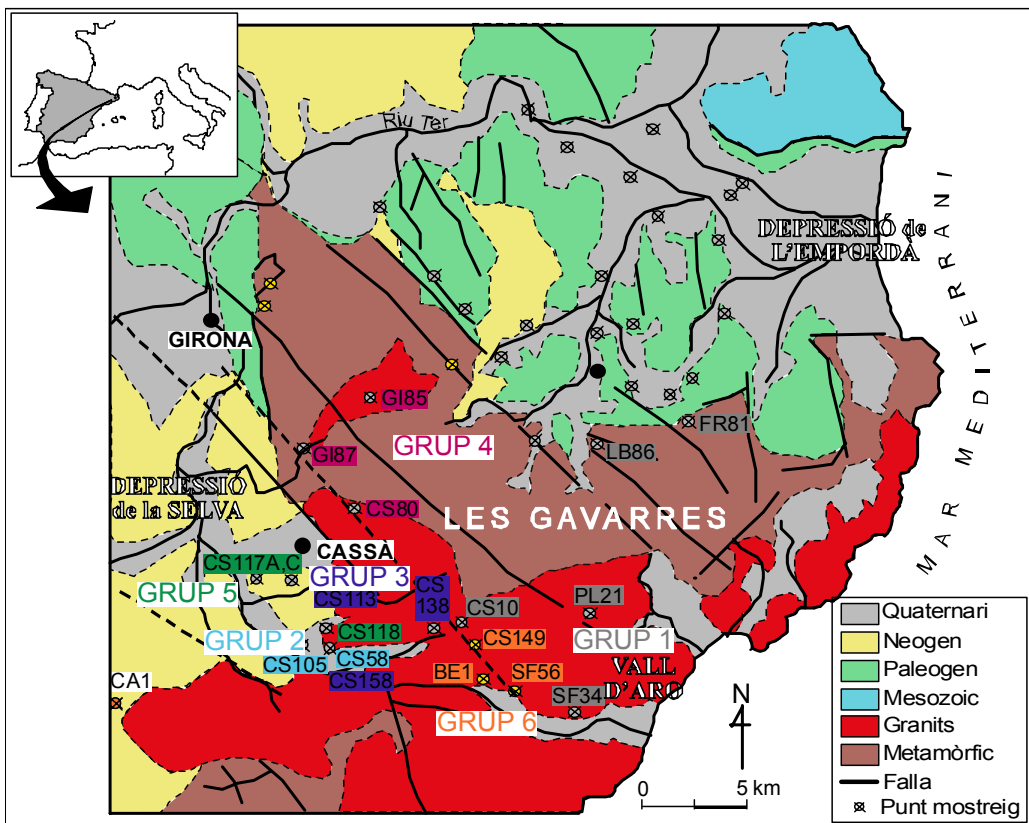 Riu Ter
DEPRESSIÓ de
L'EMPORDA
MAR MEDITERRANI
GIRONA
GI85
FR81
GRUP 4
GI87
LB86.
DEPRESSIÓ
de la SELVA
CS80
LES GAVARRES
CASSÀ
CS117A,C
GRUP 3
GRUP 5
CS113
CS
138
CS10
PL21
GRUP 2
CS118
CS149
GRUP 1
CS105
CS58
CS158
BE1
SF56
VALL
D'ARO
CA1
SF34
GRUP 6
N
0
5 km
Quaternari
Neogen
Paleogen
Mesozoic
Granits
Metamòrfic
Falla
Punt mostreig